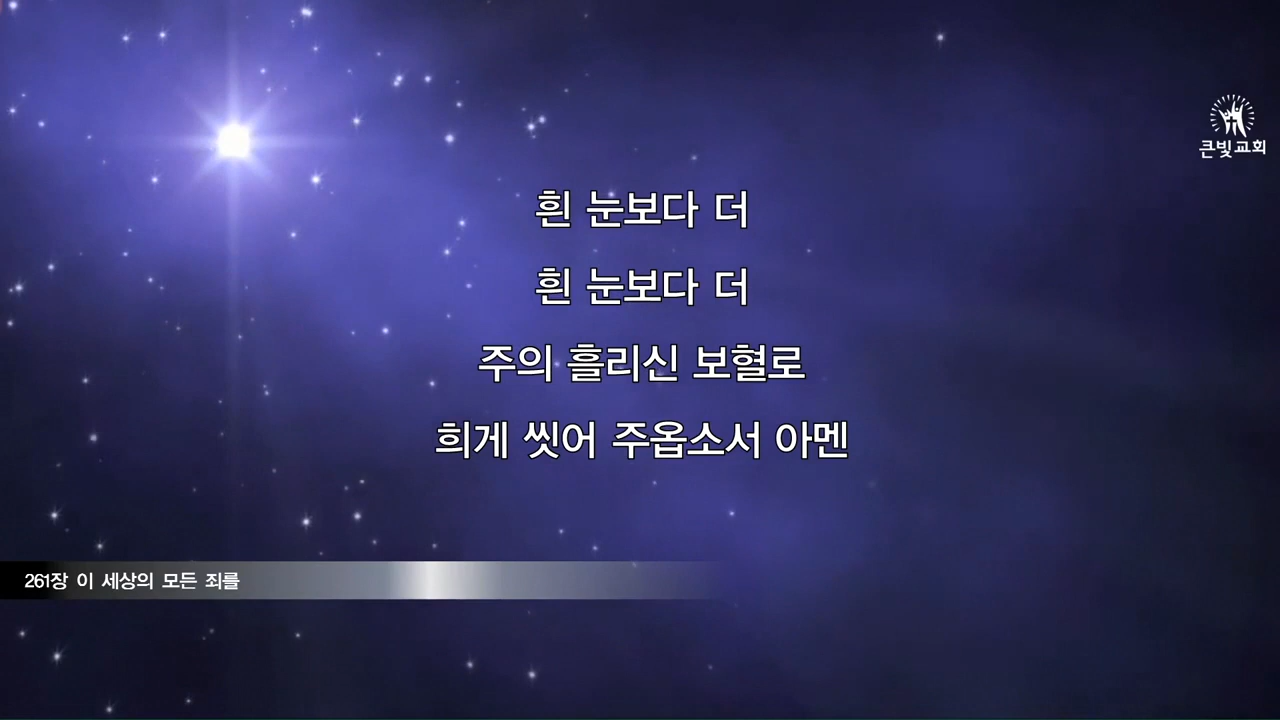 큰빛교회
흰 눈보다 더
흰 눈보다 더
주의 흘리신 보혈로
희게 씻어 주옵소서 아멘
261장 이 세상의 모든 죄를